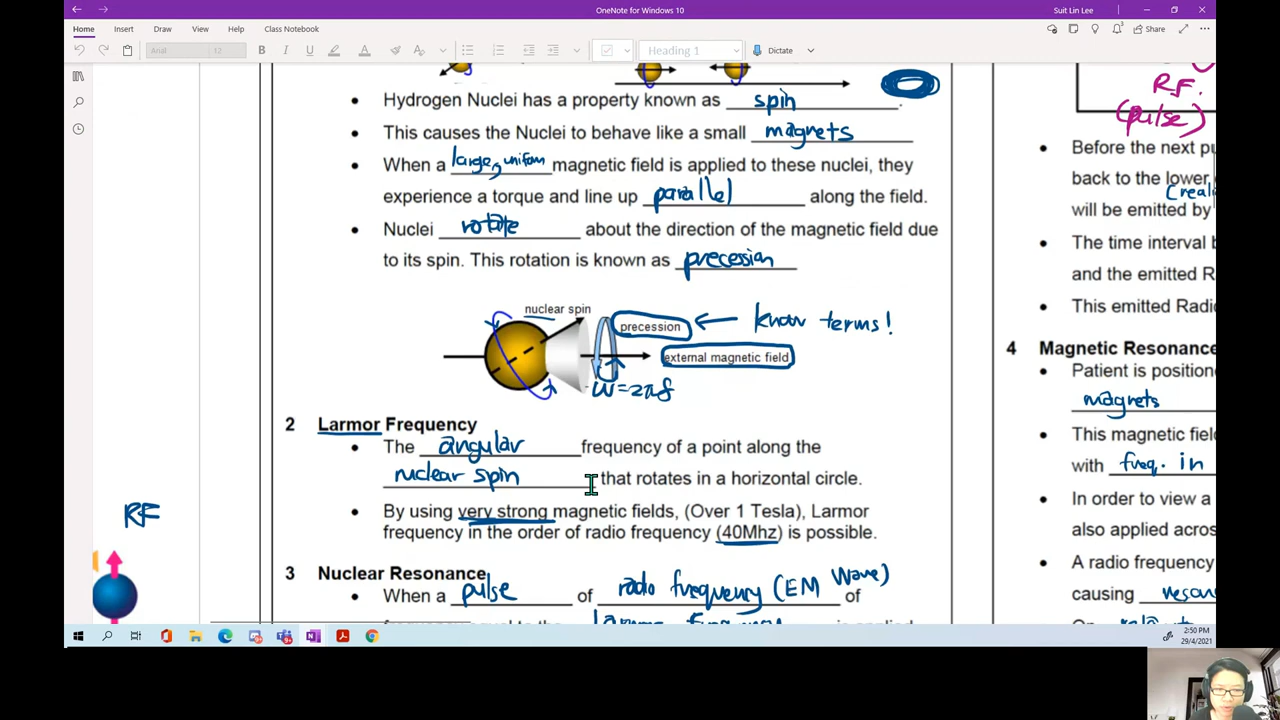 OneNote for Windows 10
Suit Lin Lee
Home Insert Draw View Help Class Notebook
Share
Arial 12 B I U A Heading 1 Dictate
Hydrogen Nuclei has a property known as spin.
This causes the Nuclei to behave like a small magnets
When a large, uniform magnetic field is applied to these nuclei, they
experience a torque and line up parallel along the field.
Nuclei rotate about the direction of the magnetic field due
to its spin. This rotation is known as precession
nuclear spin
precession ← know terms!
external magnetic field
ω = 2πf
2 Larmor Frequency
The angular frequency of a point along the
nuclear spin that rotates in a horizontal circle.
By using very strong magnetic fields, (Over 1 Tesla), Larmor
frequency in the order of radio frequency (40Mhz) is possible.
3 Nuclear Resonance
When a pulse of radio frequency (EM Wave) of
RF
RF.
(pulse)
Before the next pu
back to the lower
will be emitted by
The time interval b
and the emitted R
This emitted Radio
4 Magnetic Resonanc
Patient is positione
magnets
This magnetic fiel
with freq. in
In order to view a
also applied acros
A radio frequency
causing reson
2:50 PM
29/4/2021